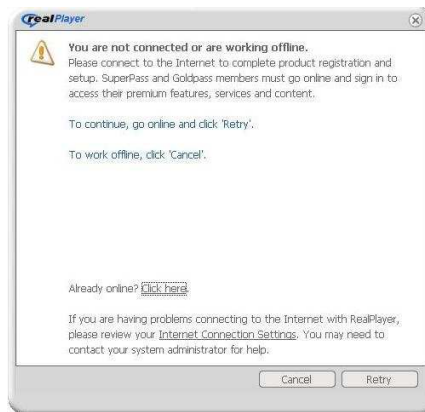 real Player
You are not connected or are working offline.
Please connect to the Internet to complete product registration and
setup. SuperPass and Goldpass members must go online and sign in to
access their premium features, services and content.
To continue, go online and click 'Retry'.
To work offline, click 'Cancel'.
Already online? Click here.
If you are having problems connecting to the Internet with RealPlayer,
please review your Internet Connection Settings. You may need to
contact your system administrator for help.
Cancel Retry